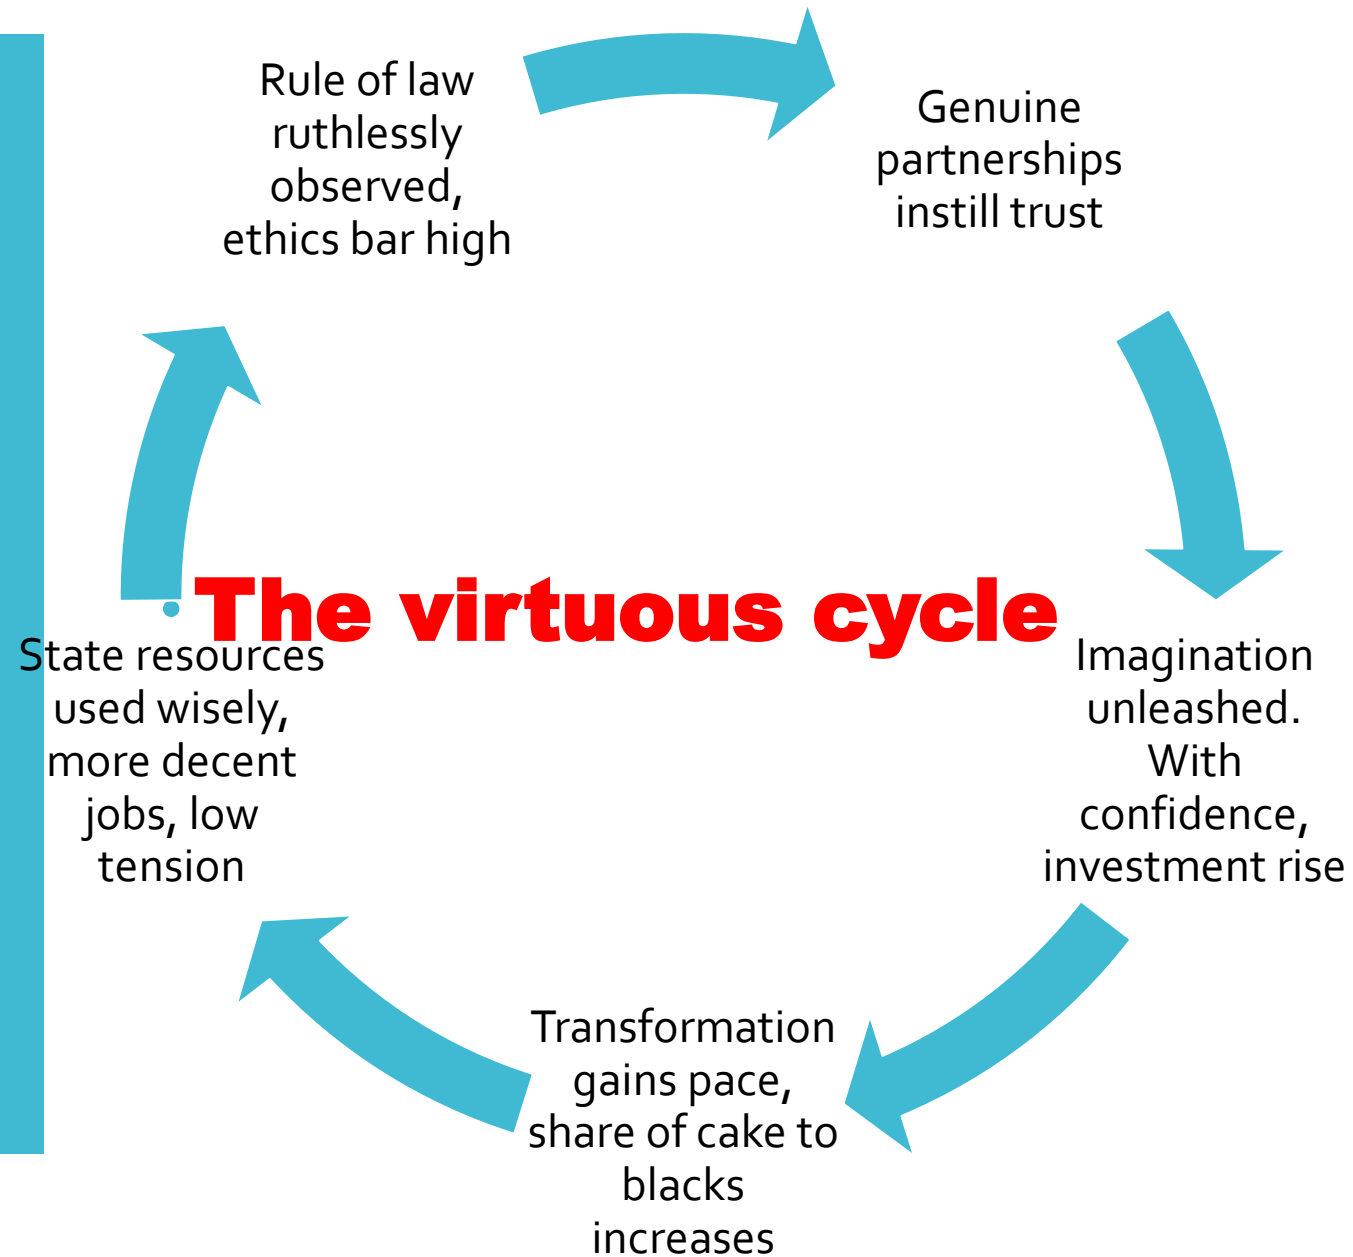 Rule of law
ruthlessly
observed,
ethics bar high
Genuine
partnerships
instill trust
• The virtuous cycle
Imagination
unleashed.
With
confidence,
investment rise
Transformation
gains pace,
share of cake to
blacks
increases
State resources
used wisely,
more decent
jobs, low
tension